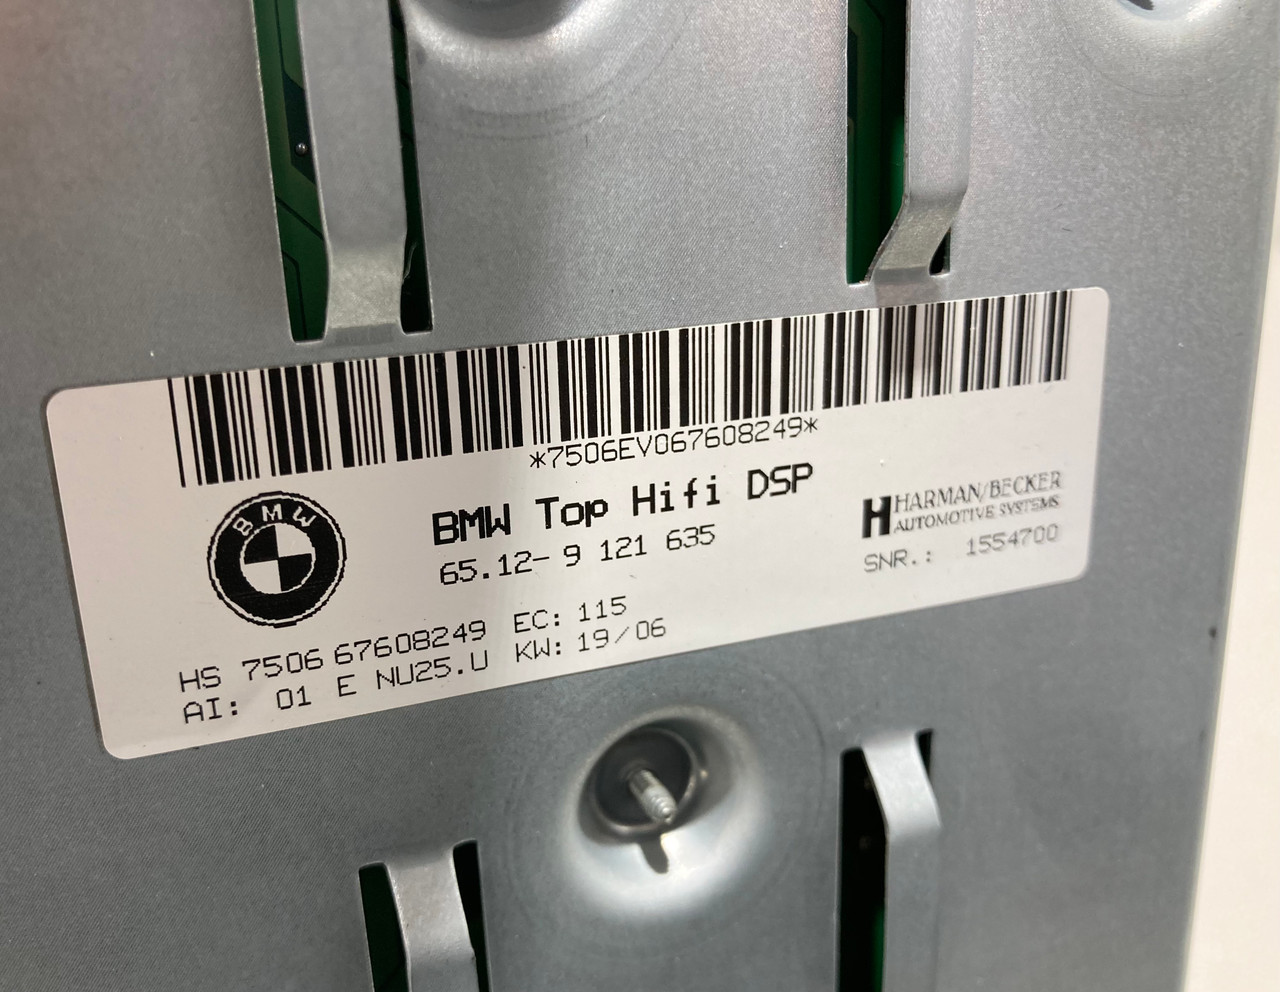 *7506EV067608249*
BMW
BMW Top Hifi DSP
65.12- 9 121 635
HARMAN/BECKER
AUTOMOTIVE SYSTEMS
SNR.: 1554700
HS 7506 67608249 EC: 115
AI: 01 E NU25.U KW: 19/06